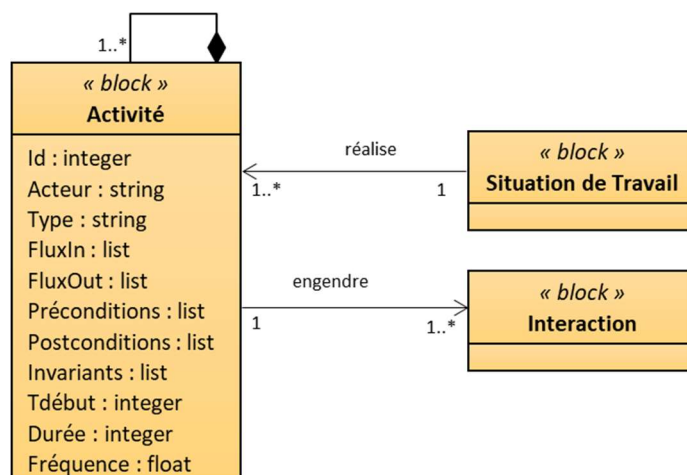 1..*
« block »
Activité
Id : integer
Acteur : string
Type : string
FluxIn : list
FluxOut : list
Préconditions : list
Postconditions : list
Invariants : list
Tdébut : integer
Durée : integer
Fréquence : float
réalise
1..*
1
« block »
Situation de Travail
engendre
1
1..*
« block »
Interaction